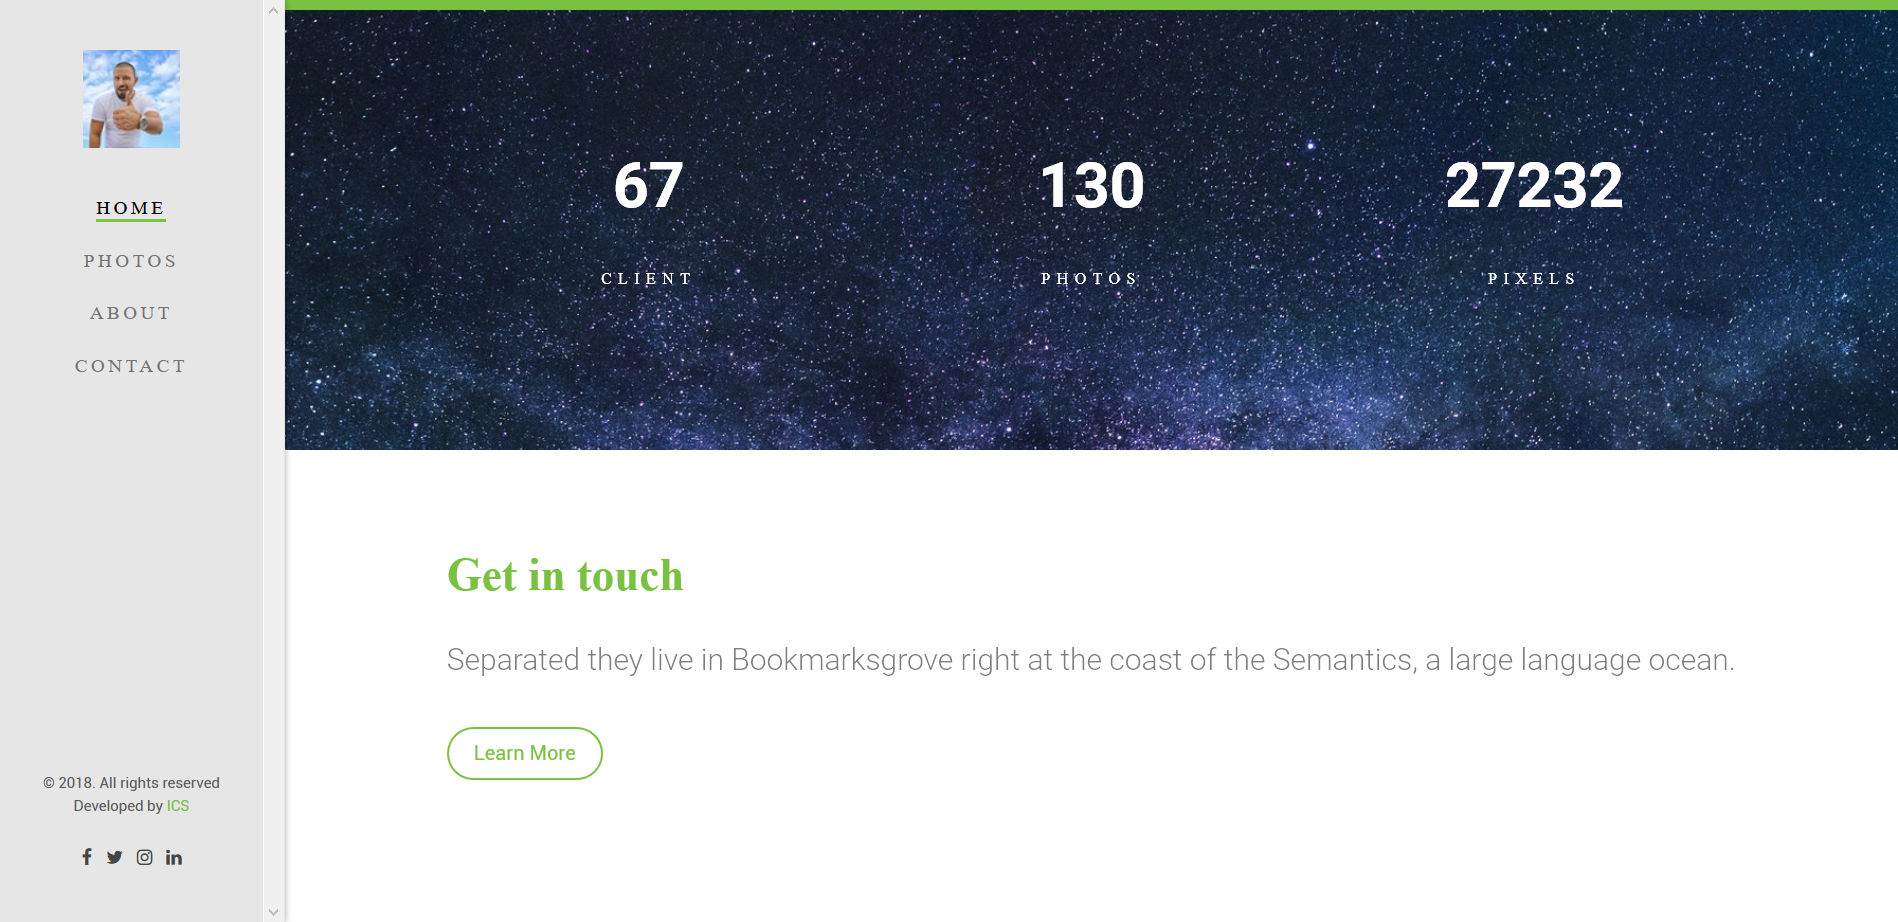 HOME
PHOTOS
ABOUT
CONTACT
© 2018. All rights reserved
Developed by ICS
67
CLIENT
130
PHOTOS
27232
PIXELS
Get in touch
Separated they live in Bookmarksgrove right at the coast of the Semantics, a large language ocean.
Learn More